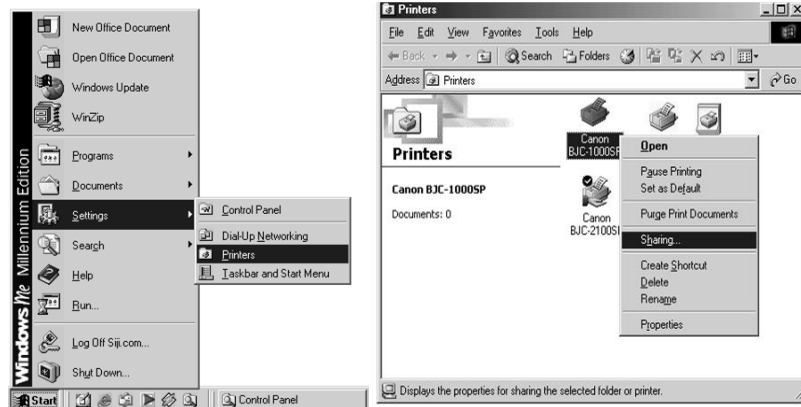 New Office Document
Open Office Document
Windows Update
WinZip
Programs
Documents
Settings
Search
Help
Run...
Log Off Siji.com...
Shut Down...
Windows Me Millennium Edition
Control Panel
Dial-Up Networking
Printers
Taskbar and Start Menu
Start
Control Panel
Printers
File Edit View Favorites Tools Help
Back Search Folders
Address Printers Go
Printers
Canon BJC-1000SP
Documents: 0
Canon
BJC-1000SP
Canon
BJC-2100SP
Open
Pause Printing
Set as Default
Purge Print Documents
Sharing...
Create Shortcut
Delete
Rename
Properties
Displays the properties for sharing the selected folder or printer.